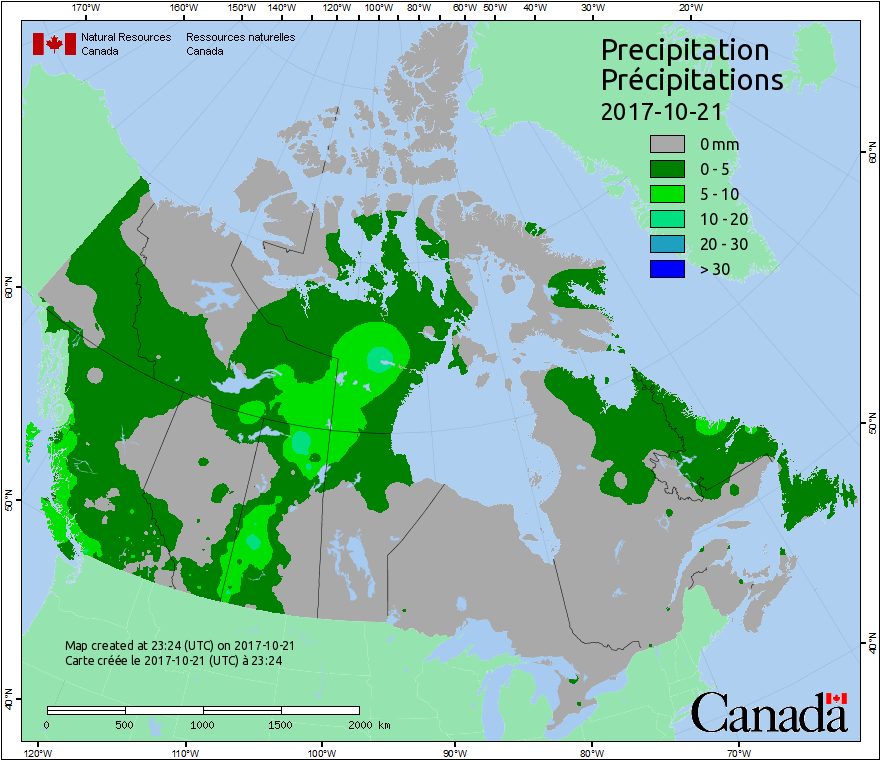 170°W 160°W 150°W 140°W 130°W 120°W 110°W 100°W 90°W 80°W 70°W 60°W 50°W 40°W 30°W 20°W
Natural Resources Canada
Ressources naturelles Canada
Precipitation
Précipitations
2017-10-21
0 mm
0 - 5
5 - 10
10 - 20
20 - 30
> 30
60°N
50°N
40°N
60°N
50°N
40°N
Map created at 23:24 (UTC) on 2017-10-21
Carte créée le 2017-10-21 (UTC) à 23:24
0 500 1000 1500 2000 km
Canada
120°W 110°W 100°W 90°W 80°W 70°W